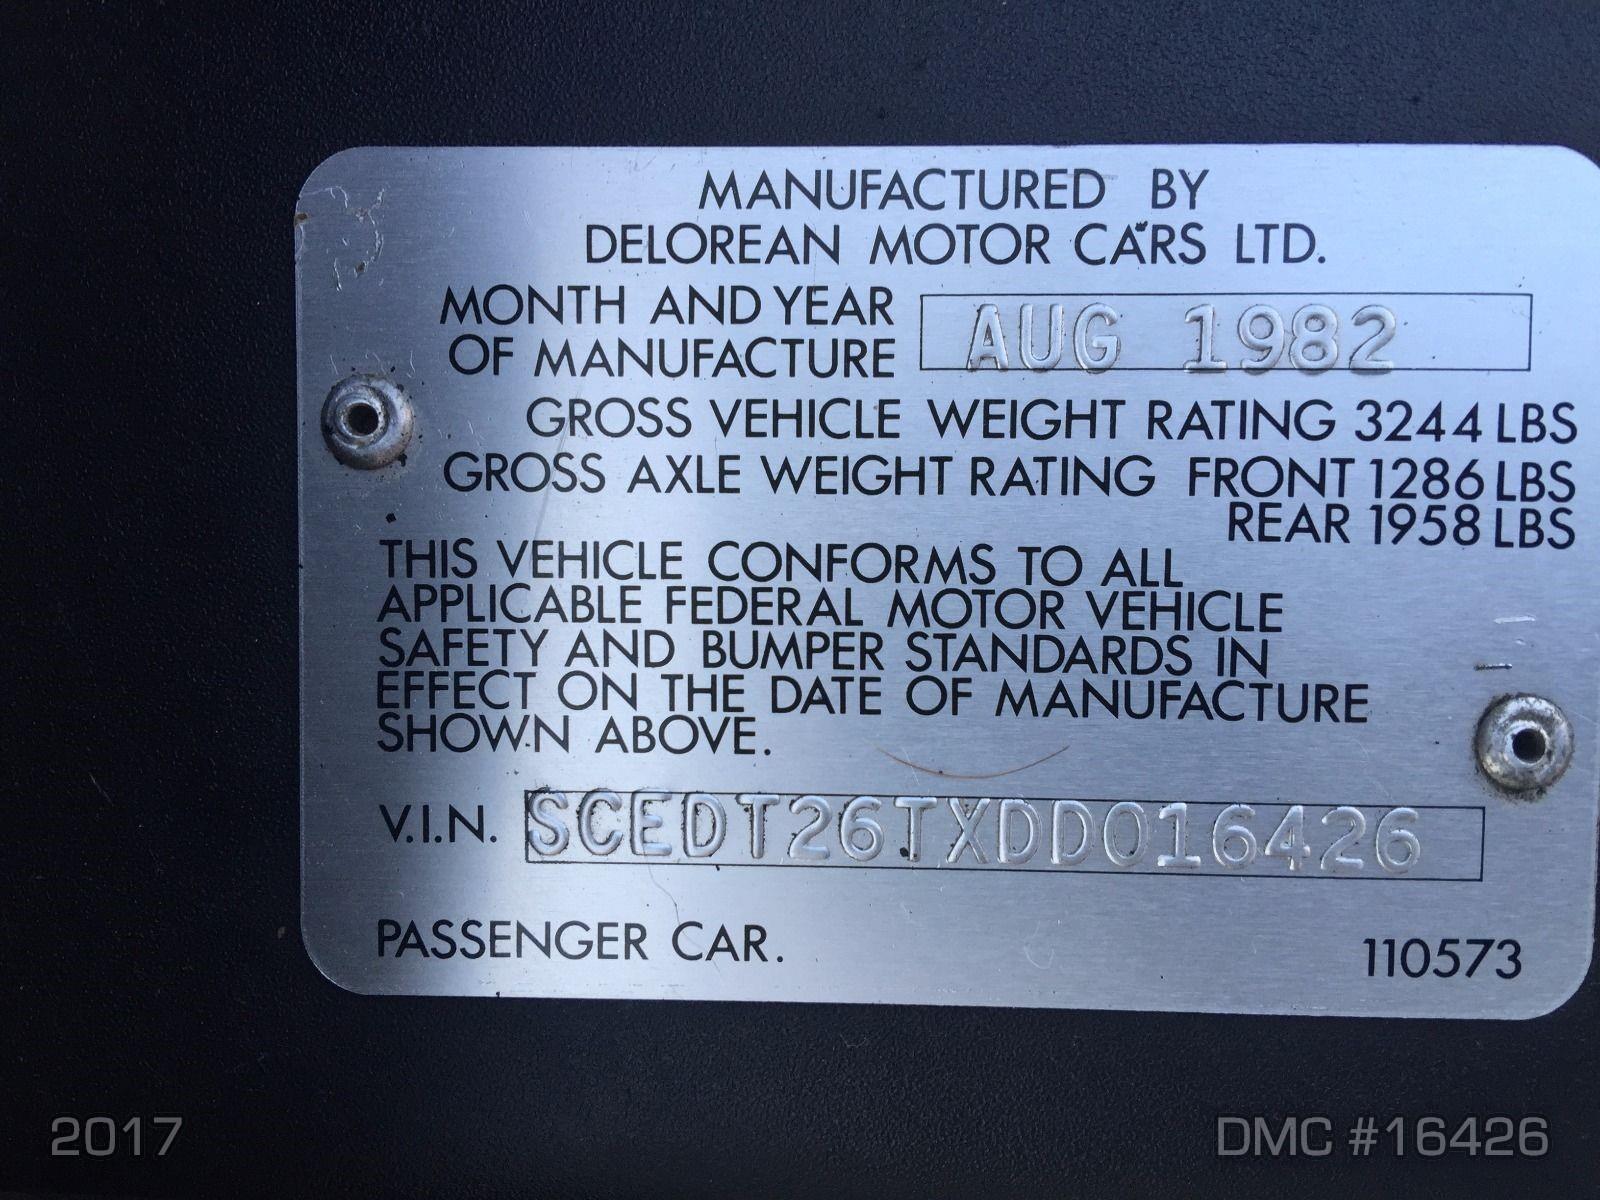 MANUFACTURED BY
DELOREAN MOTOR CARS LTD.
MONTH AND YEAR
OF MANUFACTURE AUG 1982
GROSS VEHICLE WEIGHT RATING 3244 LBS
GROSS AXLE WEIGHT RATING FRONT 1286 LBS
REAR 1958 LBS
THIS VEHICLE CONFORMS TO ALL
APPLICABLE FEDERAL MOTOR VEHICLE
SAFETY AND BUMPER STANDARDS IN
EFFECT ON THE DATE OF MANUFACTURE
SHOWN ABOVE.
V.I.N. SCEDT26TXDD016426
PASSENGER CAR. 110573
2017 DMC #16426